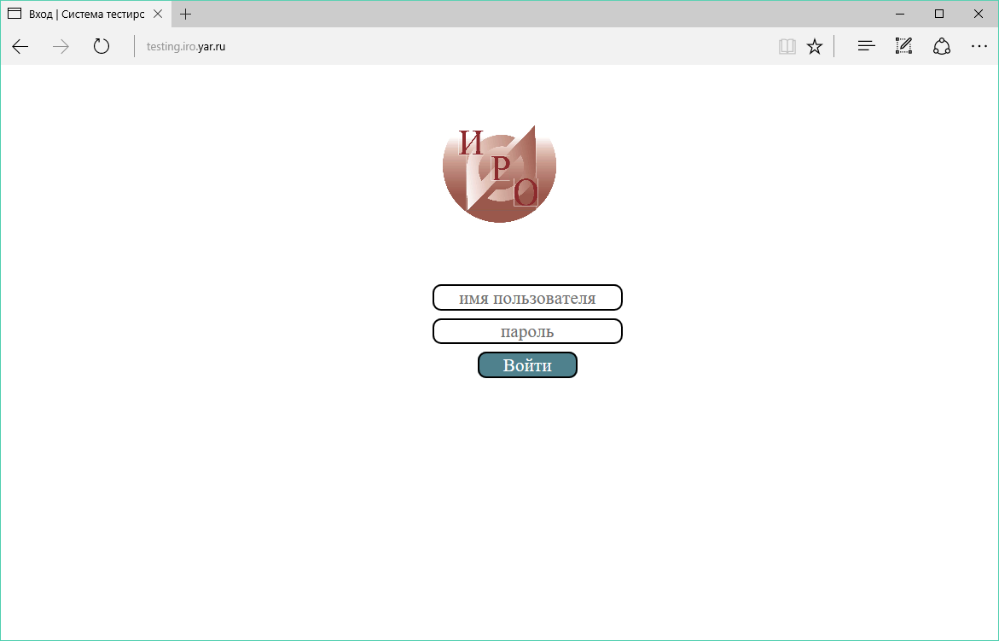 Вход | Система тестирс
testing.iro.yar.ru
И
Р
О
имя пользователя
пароль
Войти